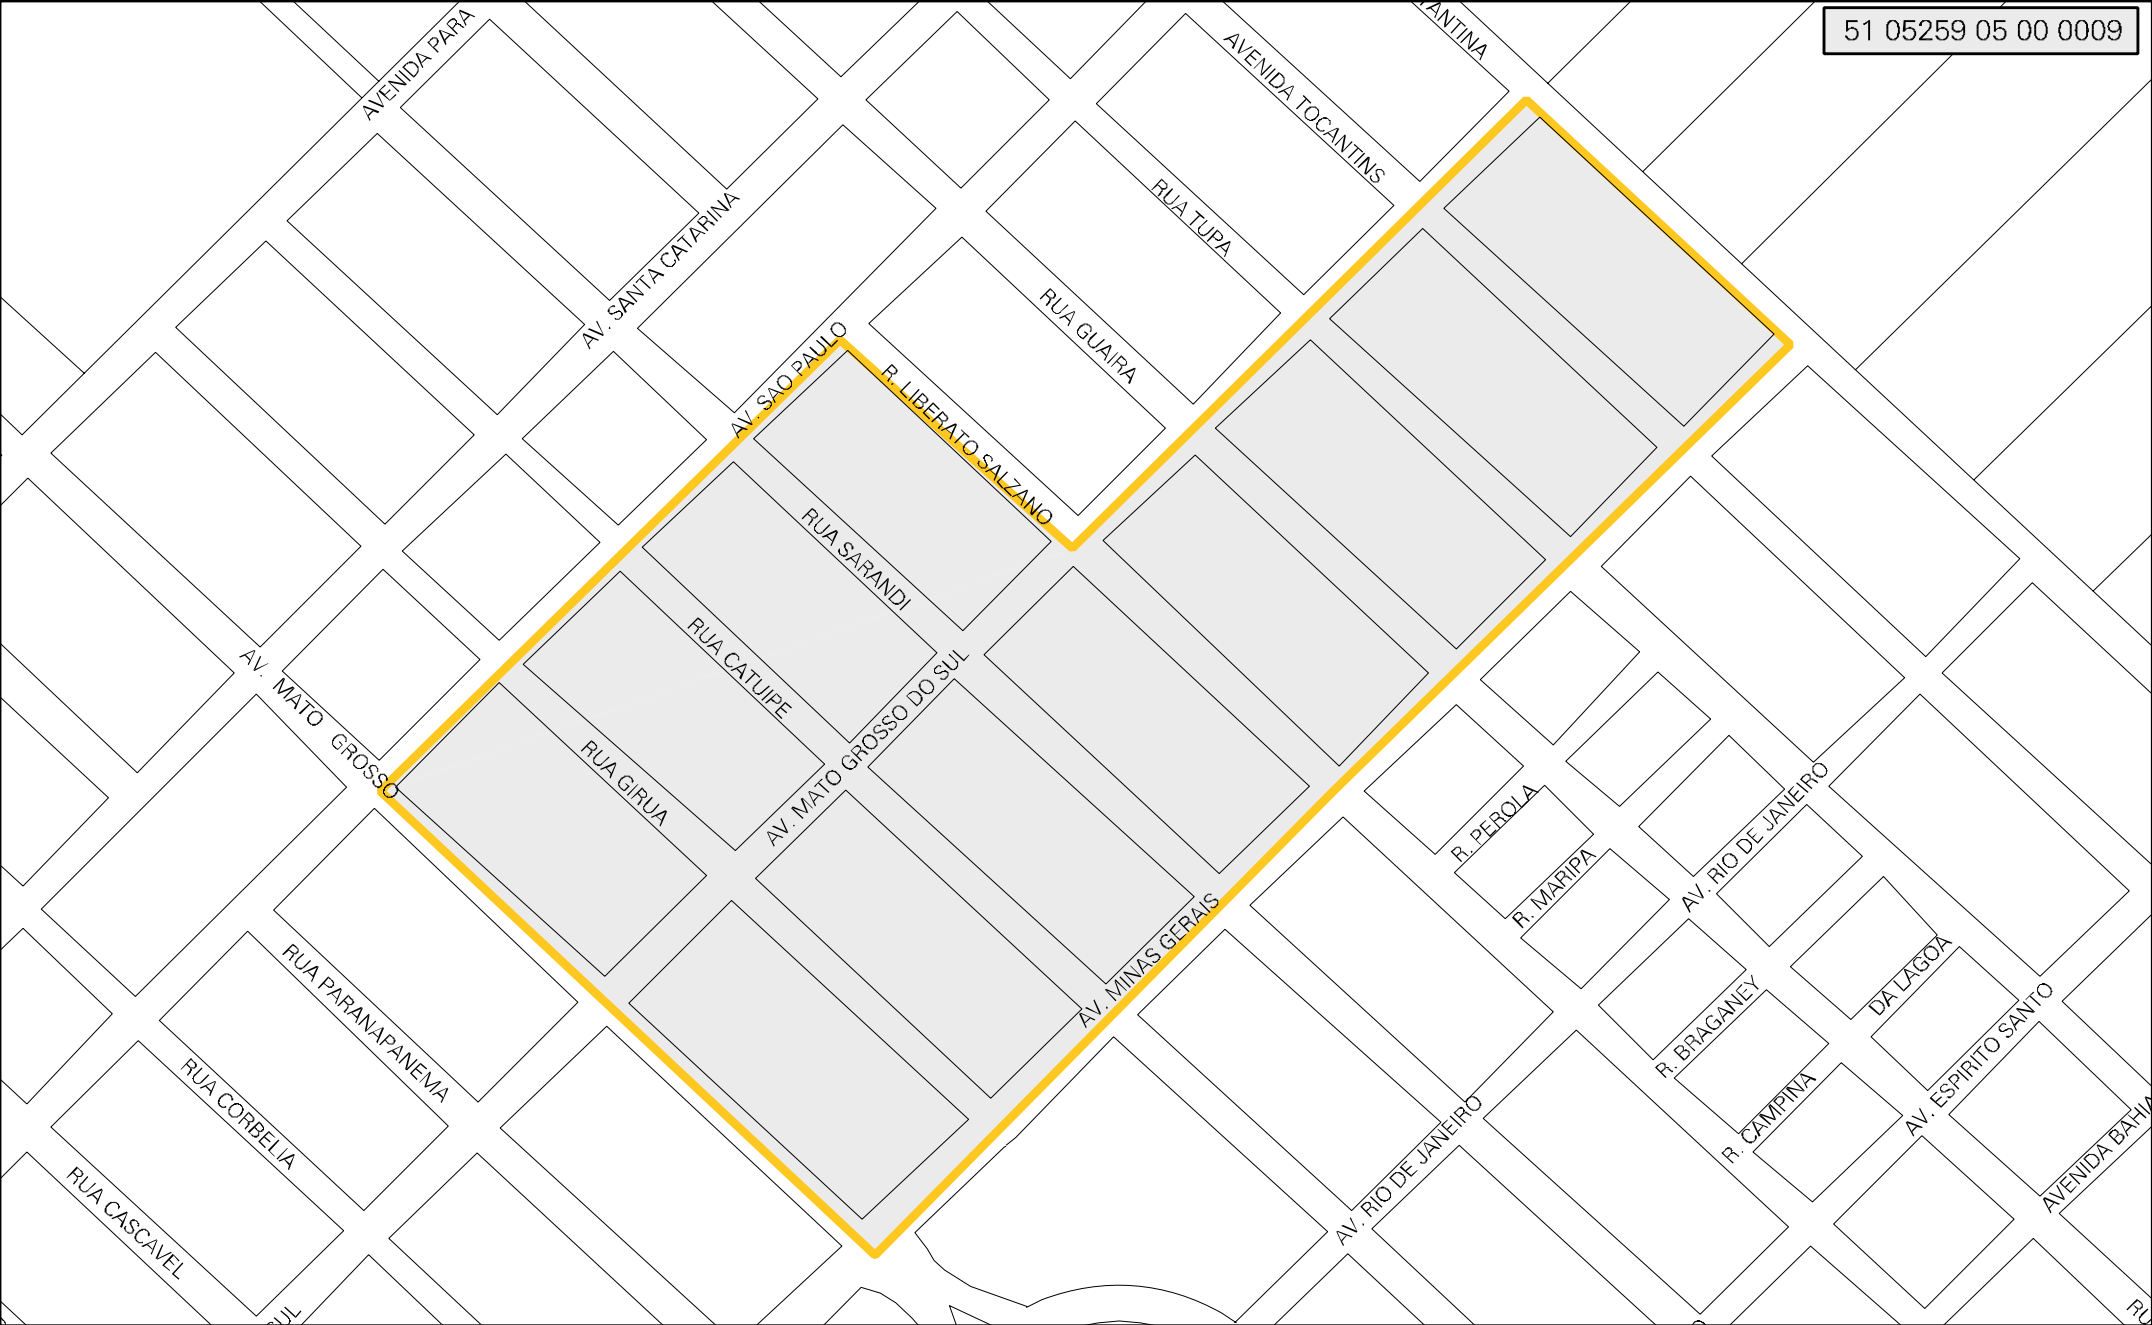 51 05259 05 00 0009
AVENIDA PARA
AVENIDA TOCANTINS
RUA TUPA
AV. SANTA CATARINA
RUA GUAIRA
AV. SAO PAULO
R. LIBERATO SALZANO
RUA SARANDI
RUA CATUIPE
AV. MATO GROSSO DO SUL
AV. MATO GROSSO
RUA GIRUA
R. PEROLA
AV. RIO DE JANEIRO
R. MARIPA
AV. MINAS GERAIS
DA LAGOA
RUA PARANAPANEMA
R. BRAGANEY
AV. ESPIRITO SANTO
RUA CORBELIA
R. CAMPINA
AV. RIO DE JANEIRO
AVENIDA BAHIA
RUA CASCAVEL
SUL